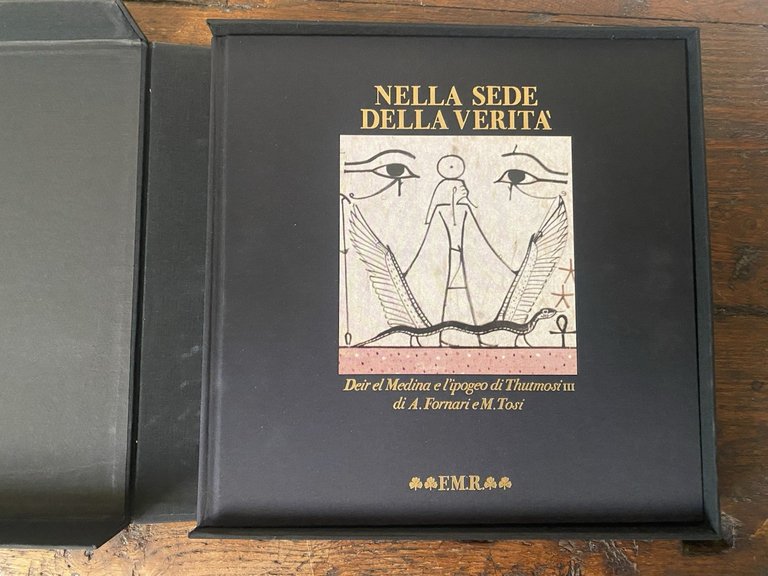 NELLA SEDE
DELLA VERITA'
Deir el Medina e l'ipogeo di Thutmosi III
di A. Fornari e M. Tosi
F.M.R.